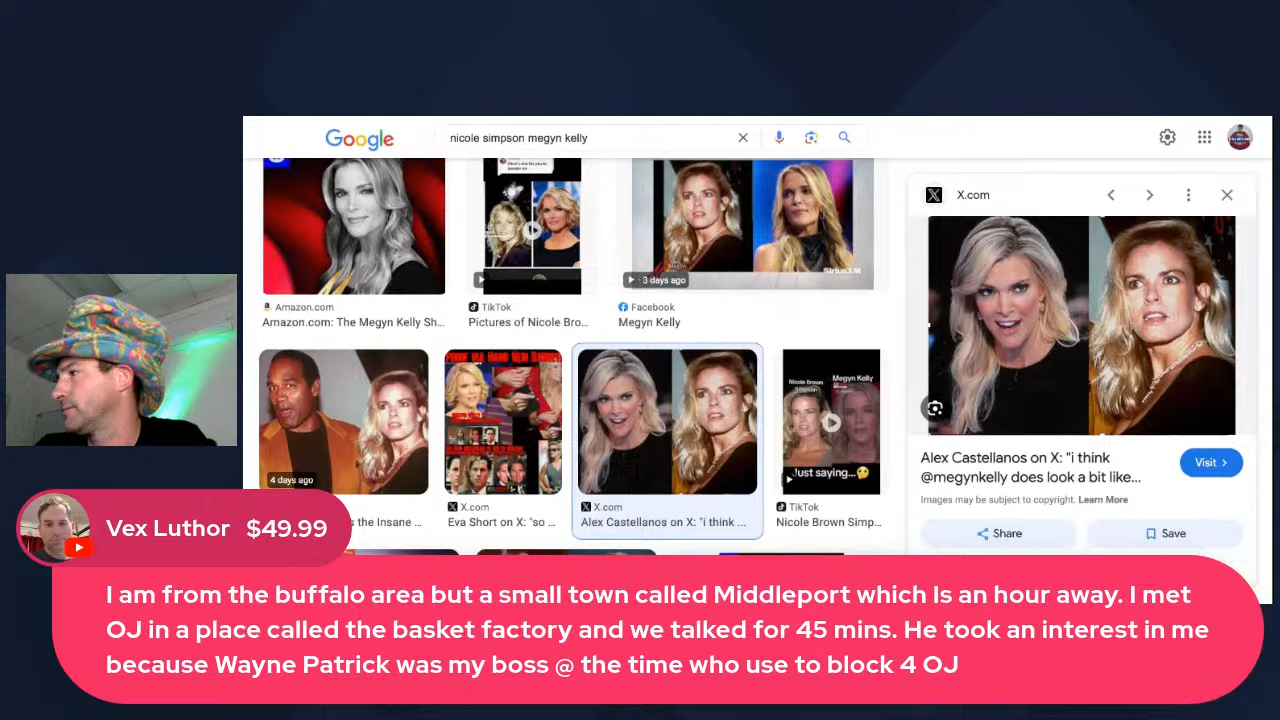 Google
nicole simpson megyn kelly
X.com
3 days ago
SiriusXM
Amazon.com
Amazon.com: The Megyn Kelly Sh...
TikTok
Pictures of Nicole Bro...
Facebook
Megyn Kelly
4 days ago
s the Insane ...
X.com
Eva Short on X: "so ...
X.com
Alex Castellanos on X: "i think ...
Nicole Brown
Simpson
Megyn Kelly
Just saying...🤔
TikTok
Nicole Brown Simp...
Alex Castellanos on X: "i think
@megynkelly does look a bit like...
Visit
Images may be subject to copyright. Learn More
Share
Save
Vex Luthor $49.99
I am from the buffalo area but a small town called Middleport which Is an hour away. I met
OJ in a place called the basket factory and we talked for 45 mins. He took an interest in me
because Wayne Patrick was my boss @ the time who use to block 4 OJ